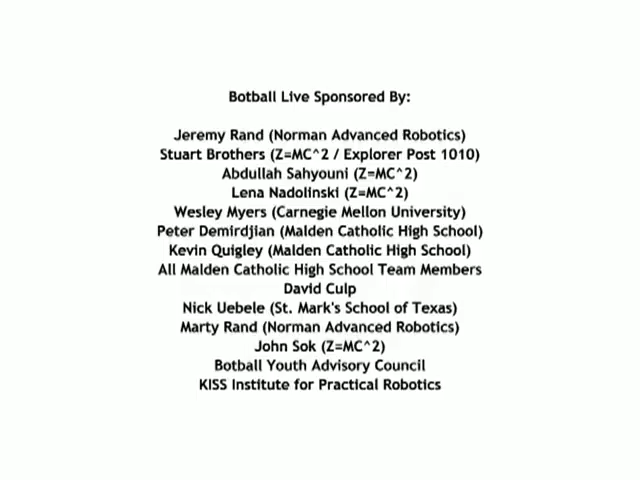 Botball Live Sponsored By:
Jeremy Rand (Norman Advanced Robotics)
Stuart Brothers (Z=MC^2 / Explorer Post 1010)
Abdullah Sahyouni (Z=MC^2)
Lena Nadolinski (Z=MC^2)
Wesley Myers (Carnegie Mellon University)
Peter Demirdjian (Malden Catholic High School)
Kevin Quigley (Malden Catholic High School)
All Malden Catholic High School Team Members
David Culp
Nick Uebele (St. Mark's School of Texas)
Marty Rand (Norman Advanced Robotics)
John Sok (Z=MC^2)
Botball Youth Advisory Council
KISS Institute for Practical Robotics